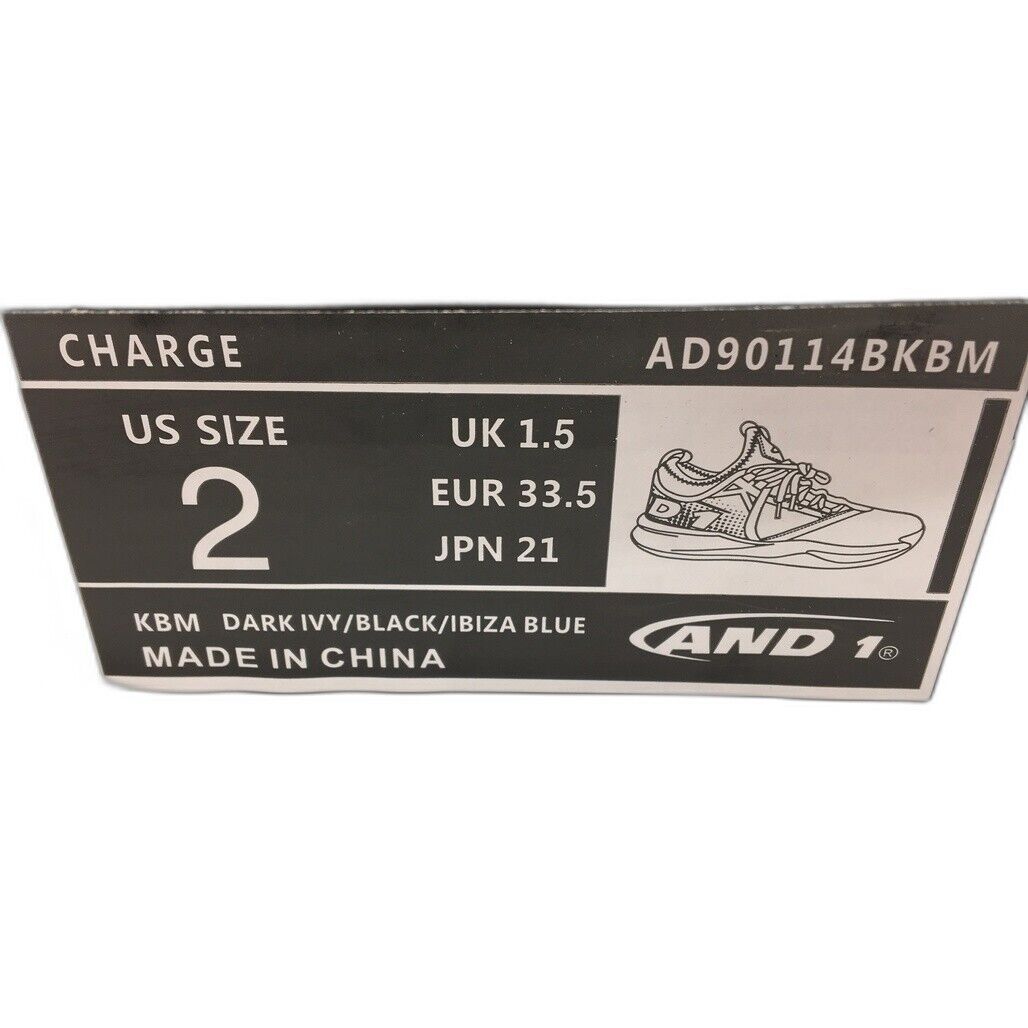 CHARGE AD90114BKBM
US SIZE
2
UK 1.5
EUR 33.5
JPN 21
D 1
KBM DARK IVY/BLACK/IBIZA BLUE
MADE IN CHINA
AND 1®